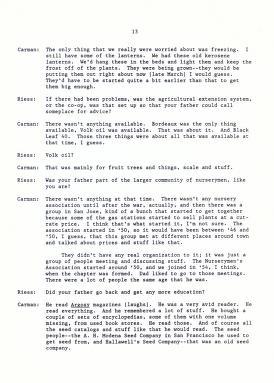 13
Carman: The only thing that we really were worried about was freezing. I
still have some of the lanterns. We had these old kerosene
lanterns. We'd hang these in the beds and light them and keep the
frost off of the plants. They were being grown--they would be
putting them out right about now [late March] I would guess.
They'd have to be started quite a bit earlier than that to get
them big enough.
Riess: If there had been problems, was the agricultural extension system,
or the co-op, was that set up so that your father could call
someplace for advice?
Carman: There wasn't anything available. Bordeaux was the only thing
available, Volk oil was available. That was about it. And Black
Leaf 40. Those three things were about all that was available at
that time, I guess.
Riess: Volk oil?
Carman: That was mainly for fruit trees and things, scale and stuff.
Riess: Was your father part of the larger community of nurserymen, like
you are?
Carman: There wasn't anything at that time. There wasn't any nursery
association until after the war, actually, and then there was a
group in San Jose, kind of a bunch that started to get together
because some of the gas stations started to sell plants at a cut-
rate price. I think that's what started it. I'm not sure. The
association started in '50, so it would have been between '46 and
'50, I guess, that this group met at different places around town
and talked about prices and stuff like that.
They didn't have any real organization to it; it was just a
group of people meeting and discussing stuff. The Nurserymen's
Association started around '50, and we joined in '54, I think,
when the chapter was formed. Dad liked to go to those meetings.
There were a lot of people the same age that he was.
Riess: Did your father go back and get any more education?
Carman: He read Argosy magazines [laughs]. He was a very avid reader. He
read everything. And he remembered a lot of stuff. He bought a
couple of sets of encyclopedias, some of them with one volume
missing, from used book stores. He read those. And of course all
the seed catalogs and stuff like that he would read. The seed
people--the A. H. Modena Seed Company in San Francisco he used to
get seed from, and Hallawell's Seed Company--that was an old seed
company.